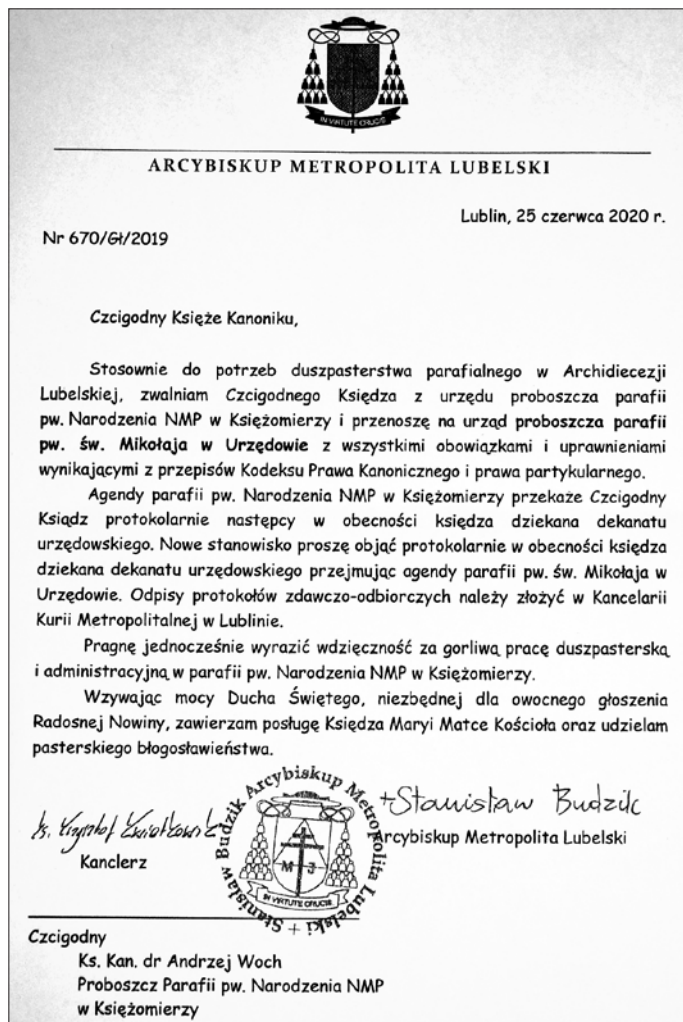 IN VIRTUTE CRUCIS
ARCYBISKUP METROPOLITA LUBELSKI
Lublin, 25 czerwca 2020 r.
Nr 670/Gł/2019
Czcigodny Księże Kanoniku,
Stosownie do potrzeb duszpasterstwa parafialnego w Archidiecezji
Lubelskiej, zwalniam Czcigodnego Księdza z urzędu proboszcza parafii
pw. Narodzenia NMP w Księżomierzy i przenoszę na urząd proboszcza parafii
pw. św. Mikołaja w Urzędowie z wszystkimi obowiązkami i uprawnieniami
wynikającymi z przepisów Kodeksu Prawa Kanonicznego i prawa partykularnego.
Agendy parafii pw. Narodzenia NMP w Księżomierzy przekaże Czcigodny
Ksiądz protokolarnie następcy w obecności księdza dziekana dekanatu
urzędowskiego. Nowe stanowisko proszę objąć protokolarnie w obecności księdza
dziekana dekanatu urzędowskiego przejmując agendy parafii pw. św. Mikołaja w
Urzędowie. Odpisy protokołów zdawczo-odbiorczych należy złożyć w Kancelarii
Kurii Metropolitalnej w Lublinie.
Pragnę jednocześnie wyrazić wdzięczność za gorliwą pracę duszpasterską
i administracyjną w parafii pw. Narodzenia NMP w Księżomierzy.
Wzywając mocy Ducha Świętego, niezbędnej dla owocnego głoszenia
Radosnej Nowiny, zawierzam posługę Księdza Maryi Matce Kościoła oraz udzielam
pasterskiego błogosławieństwa.
ks. Krzysztof Kwiatkowski
Kanclerz
Stanisław Budzik Arcybiskup Metropolita Lubelski +
M J
IN VIRTUTE CRUCIS
+Stanisław Budzik
Arcybiskup Metropolita Lubelski
Czcigodny
Ks. Kan. dr Andrzej Woch
Proboszcz Parafii pw. Narodzenia NMP
w Księżomierzy